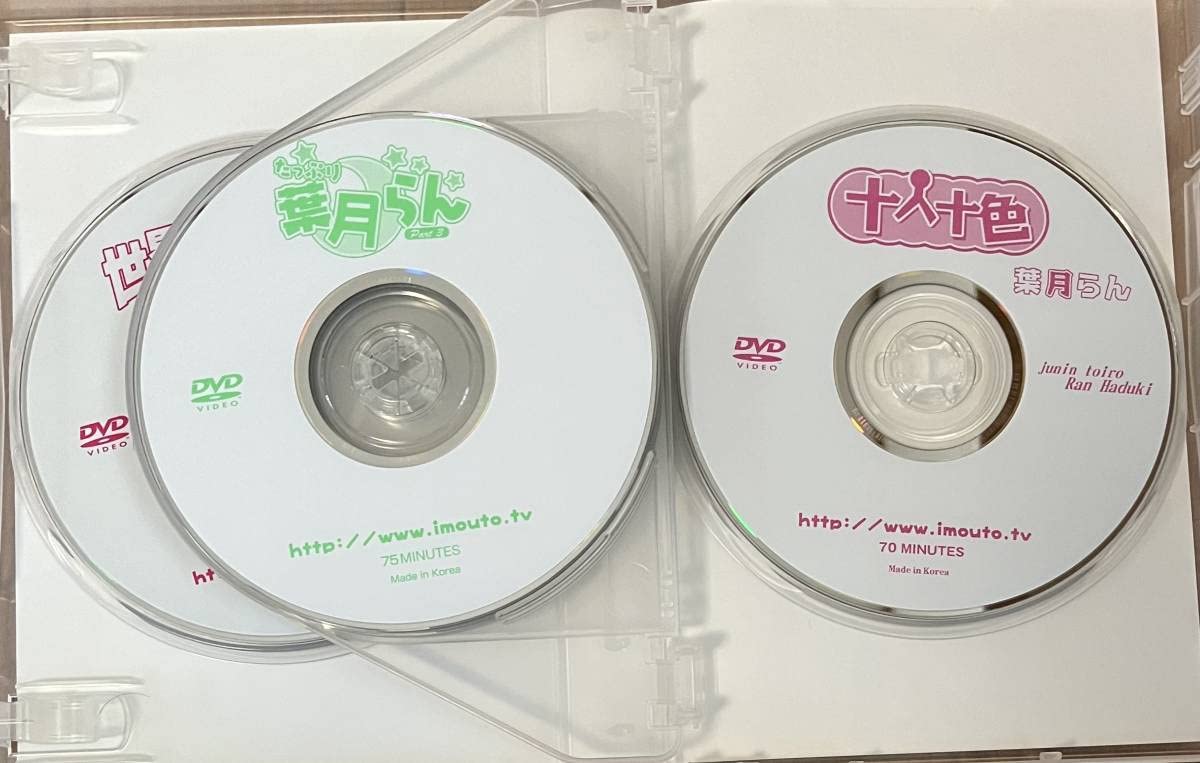 たっぷり
葉月らん
Part 3
DVD
VIDEO
http://www.imouto.tv
75 MINUTES
Made in Korea
DVD
VIDEO
ht
十人十色
葉月らん
DVD
VIDEO
junin toiro
Ran Haduki
http://www.imouto.tv
70 MINUTES
Made in Korea